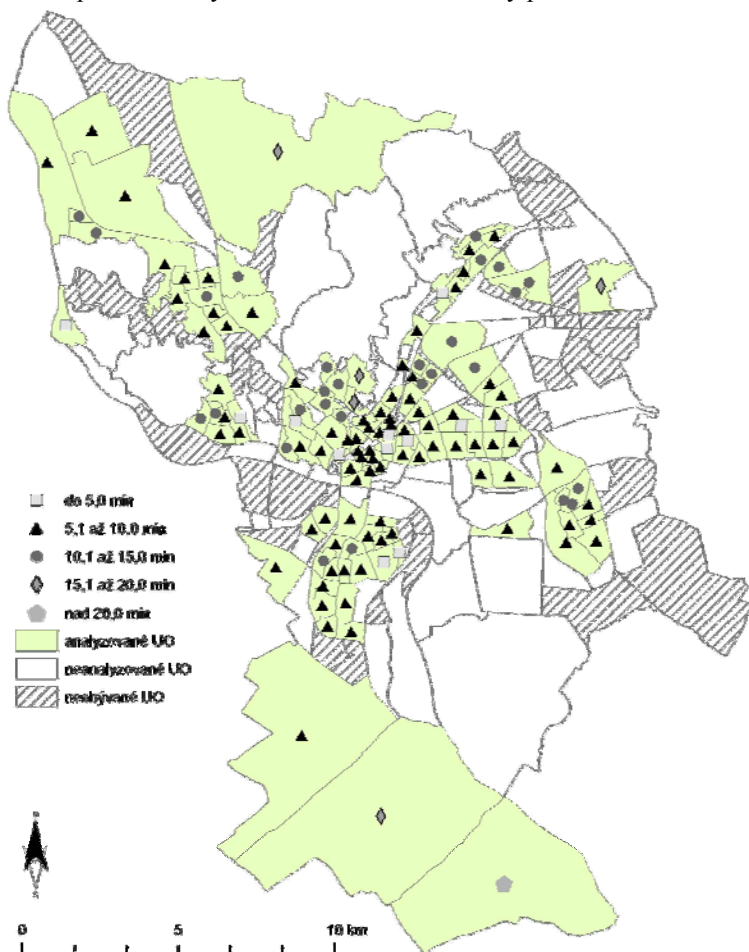 do 5,0 min
5,1 až 10,0 min
10,1 až 15,0 min
15,1 až 20,0 min
nad 20,0 min
analyzované UO
neanalyzované UO
neobývané UO
N
S
0 5 10 km